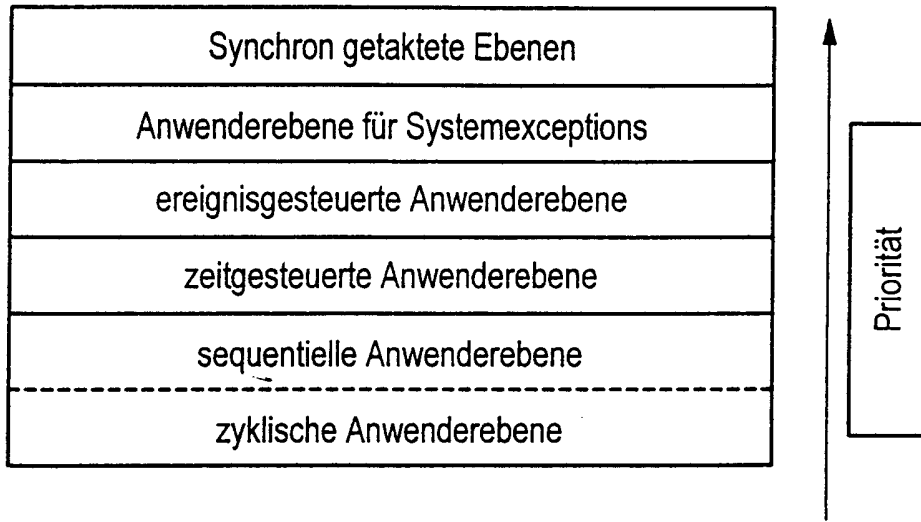 Synchron getaktete Ebenen
Anwenderebene für Systemexceptions
ereignisgesteuerte Anwenderebene
zeitgesteuerte Anwenderebene
sequentielle Anwenderebene
zyklische Anwenderebene
Priorität